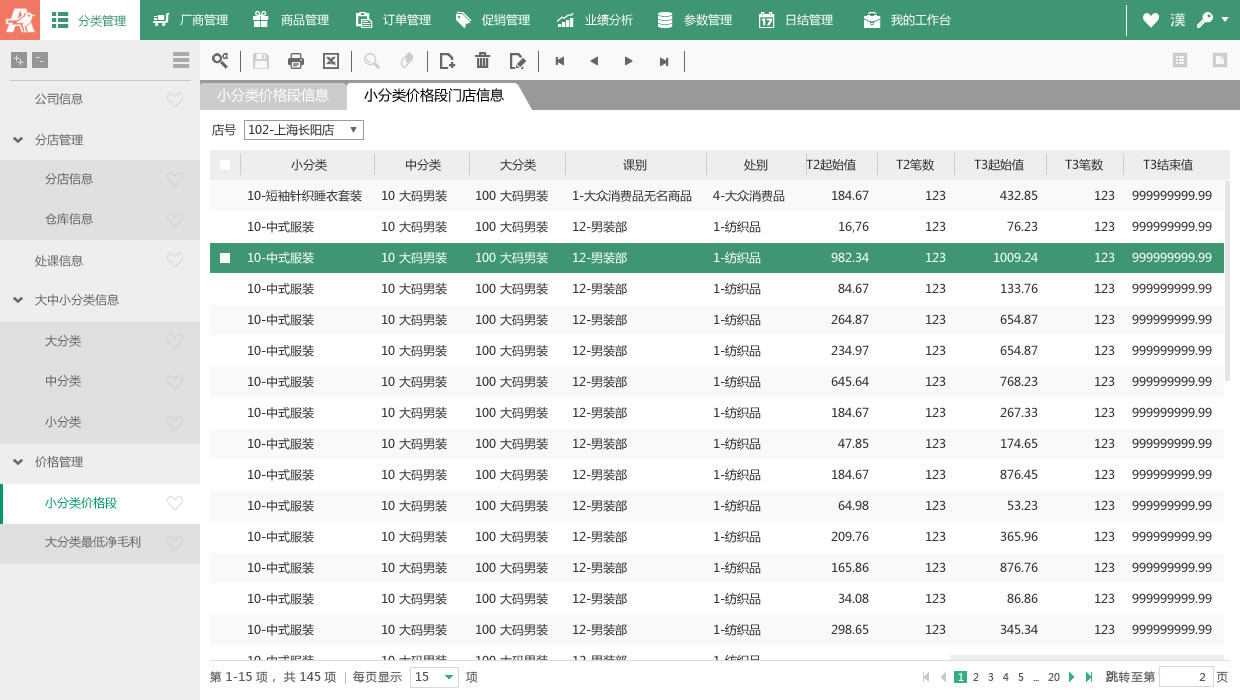 分类管理 厂商管理 商品管理 订单管理 促销管理 业绩分析 参数管理 日结管理 我的工作台 漢
公司信息
分店管理
分店信息
仓库信息
处课信息
大中小分类信息
大分类
中分类
小分类
价格管理
小分类价格段
大分类最低净毛利
小分类价格段信息 小分类价格段门店信息
店号 102-上海长阳店
小分类 中分类 大分类 课别 处别 T2起始值 T2笔数 T3起始值 T3笔数 T3结束值
10-短袖针织睡衣套装 10 大码男装 100 大码男装 1-大众消费品无名商品 4-大众消费品 184.67 123 432.85 123 999999999.99
10-中式服装 10 大码男装 100 大码男装 12-男装部 1-纺织品 16,76 123 76.23 123 999999999.99
10-中式服装 10 大码男装 100 大码男装 12-男装部 1-纺织品 982.34 123 1009.24 123 999999999.99
10-中式服装 10 大码男装 100 大码男装 12-男装部 1-纺织品 84.67 123 133.76 123 999999999.99
10-中式服装 10 大码男装 100 大码男装 12-男装部 1-纺织品 264.87 123 654.87 123 999999999.99
10-中式服装 10 大码男装 100 大码男装 12-男装部 1-纺织品 234.97 123 654.87 123 999999999.99
10-中式服装 10 大码男装 100 大码男装 12-男装部 1-纺织品 645.64 123 768.23 123 999999999.99
10-中式服装 10 大码男装 100 大码男装 12-男装部 1-纺织品 184.67 123 267.33 123 999999999.99
10-中式服装 10 大码男装 100 大码男装 12-男装部 1-纺织品 47.85 123 174.65 123 999999999.99
10-中式服装 10 大码男装 100 大码男装 12-男装部 1-纺织品 184.67 123 876.45 123 999999999.99
10-中式服装 10 大码男装 100 大码男装 12-男装部 1-纺织品 64.98 123 53.23 123 999999999.99
10-中式服装 10 大码男装 100 大码男装 12-男装部 1-纺织品 209.76 123 365.96 123 999999999.99
10-中式服装 10 大码男装 100 大码男装 12-男装部 1-纺织品 165.86 123 876.76 123 999999999.99
10-中式服装 10 大码男装 100 大码男装 12-男装部 1-纺织品 34.08 123 86.86 123 999999999.99
10-中式服装 10 大码男装 100 大码男装 12-男装部 1-纺织品 298.65 123 345.34 123 999999999.99
10-中式服装 10 大码男装 100 大码男装 12-男装部 1-纺织品
第 1-15 项，共 145 项 | 每页显示 15 项 1 2 3 4 5 ... 20 跳转至第 2 页